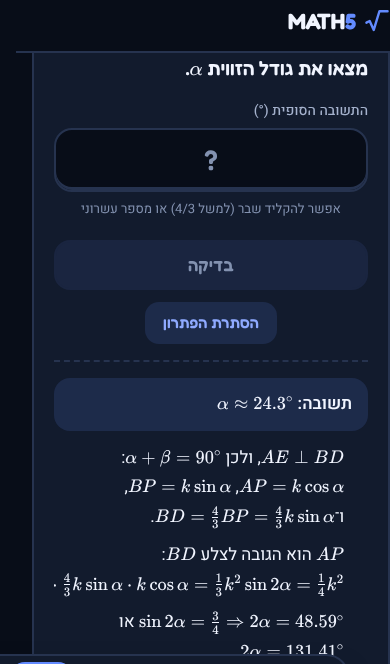 MATH5 √
מצאו את גודל הזווית α.
התשובה הסופית (°)
?
אפשר להקליד שבר (למשל 4/3) או מספר עשרוני
בדיקה
הסתרת הפתרון
תשובה: α ≈ 24.3°
AE ⊥ BD, ולכן α + β = 90°:
AP = k cos α, BP = k sin α,
ו־BD = 4/3 BP = 4/3 k sin α.
AP הוא הגובה לצלע BD:
· 4/3 k sin α · k cos α = 1/3 k² sin 2α = 1/4 k²
sin 2α = 3/4 ⇒ 2α = 48.59° או
2α = 131.41°